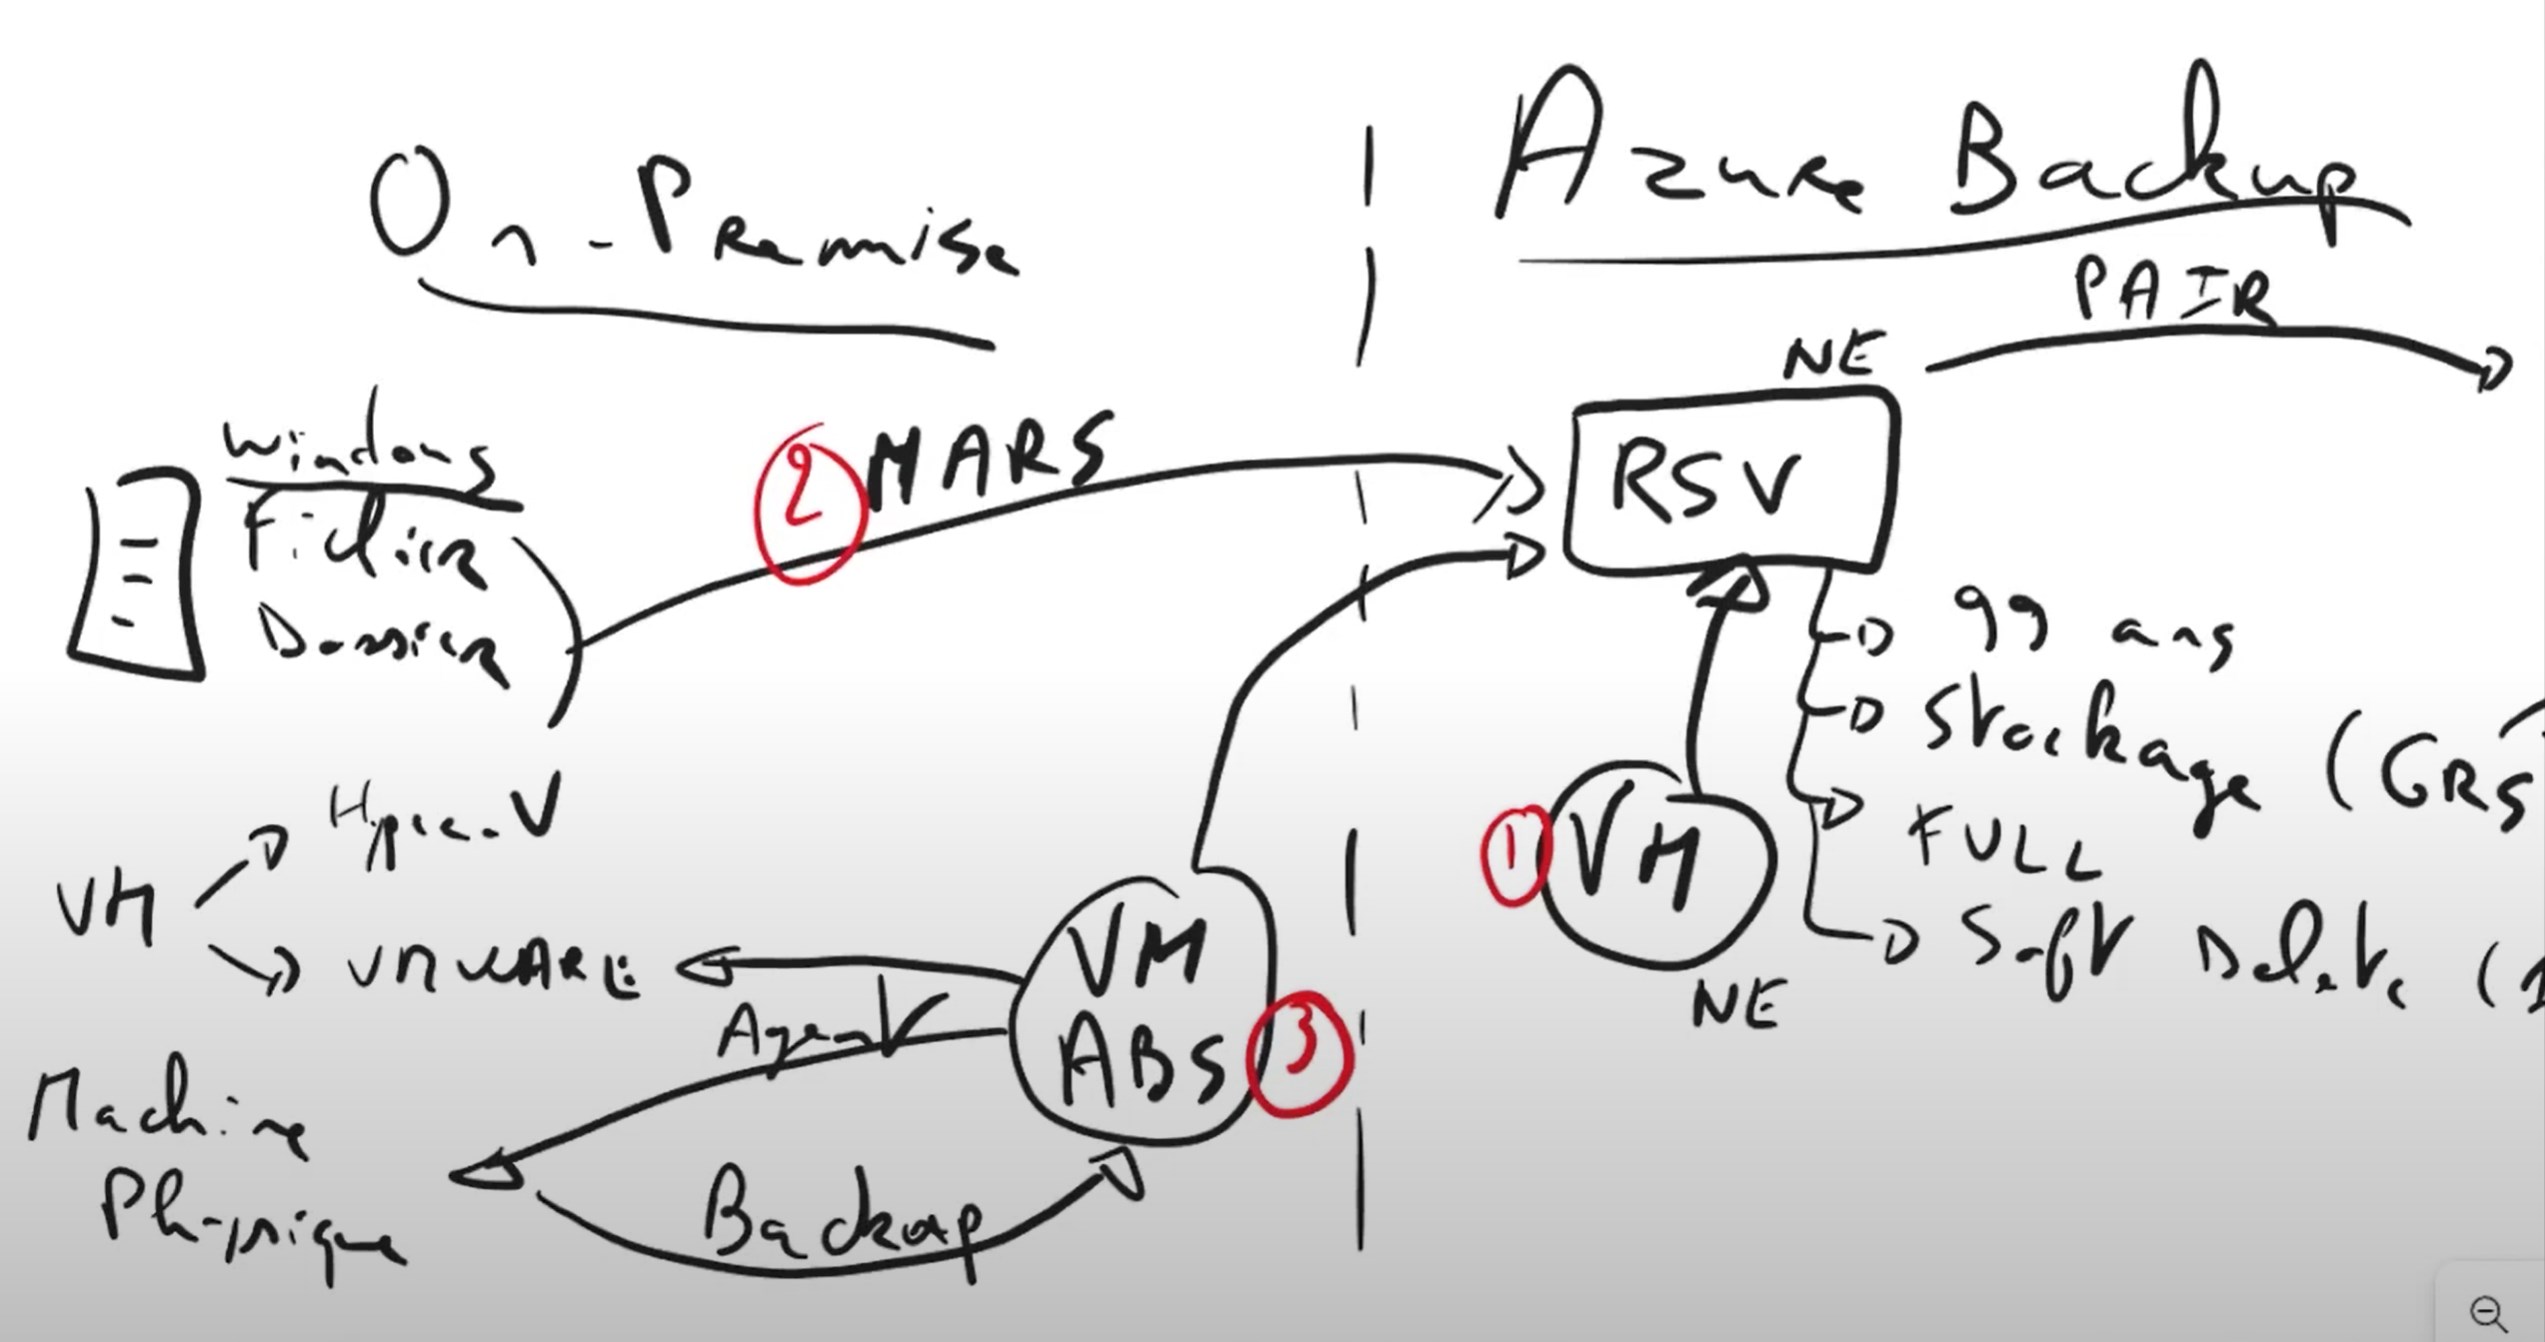 On-Premise
Azure Backup
PAIR
NE
Windows
Fichier
Dossier
2 MARS
RSV
99 ans
Stockage (GRS
FULL
Soft Delete (
1 VM
NE
VM
Hyper-V
VMWARE
Agent
VM
ABS 3
Machine
Physique
Backup